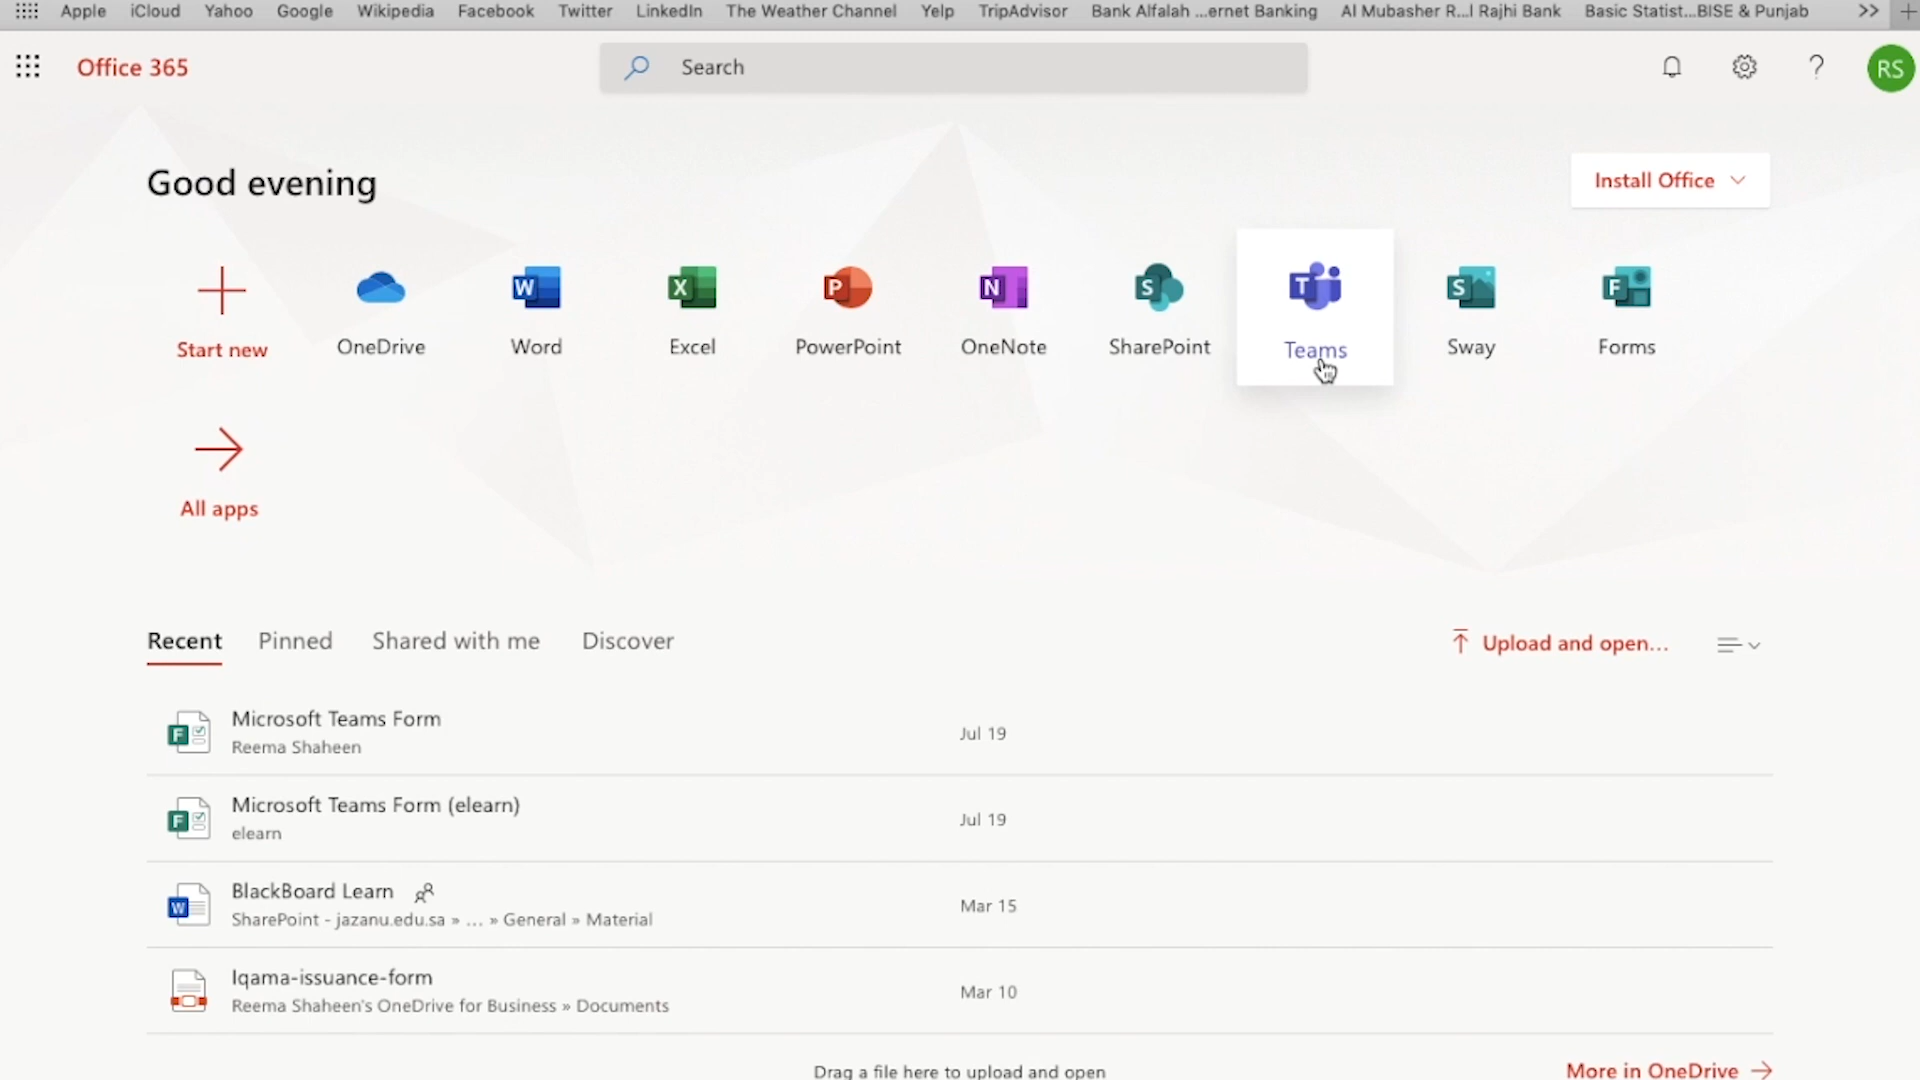 Apple iCloud Yahoo Google Wikipedia Facebook Twitter LinkedIn The Weather Channel Yelp TripAdvisor Bank Alfalah ...ernet Banking Al Mubasher R...l Rajhi Bank Basic Statist...BISE & Punjab >> +
Office 365 Search ? RS
Good evening
Install Office
Start new OneDrive Word Excel PowerPoint OneNote SharePoint Teams Sway Forms
All apps
Recent Pinned Shared with me Discover Upload and open...
Microsoft Teams Form
Reema Shaheen
Jul 19
Microsoft Teams Form (elearn)
elearn
Jul 19
BlackBoard Learn
SharePoint - jazanu.edu.sa » ... » General » Material
Mar 15
Iqama-issuance-form
Reema Shaheen's OneDrive for Business » Documents
Mar 10
Drag a file here to upload and open
More in OneDrive